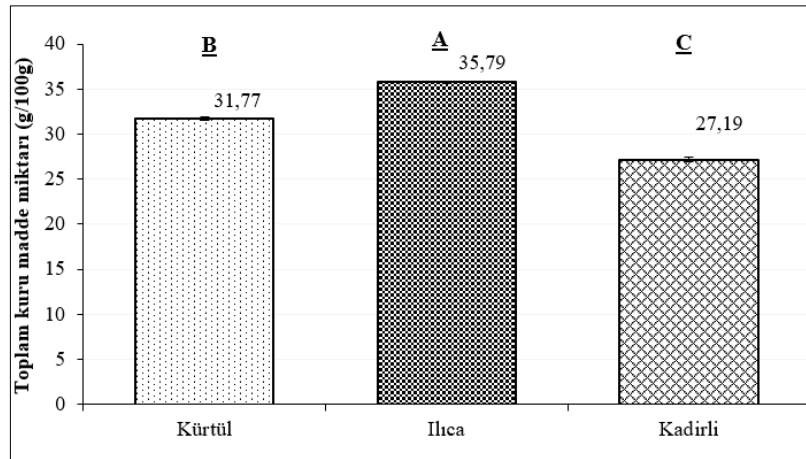 Toplam kuru madde miktarı (g/100g)
40
35
30
25
20
15
10
5
0
B
A
C
31,77
35,79
27,19
Kürtül
Ilıca
Kadirli